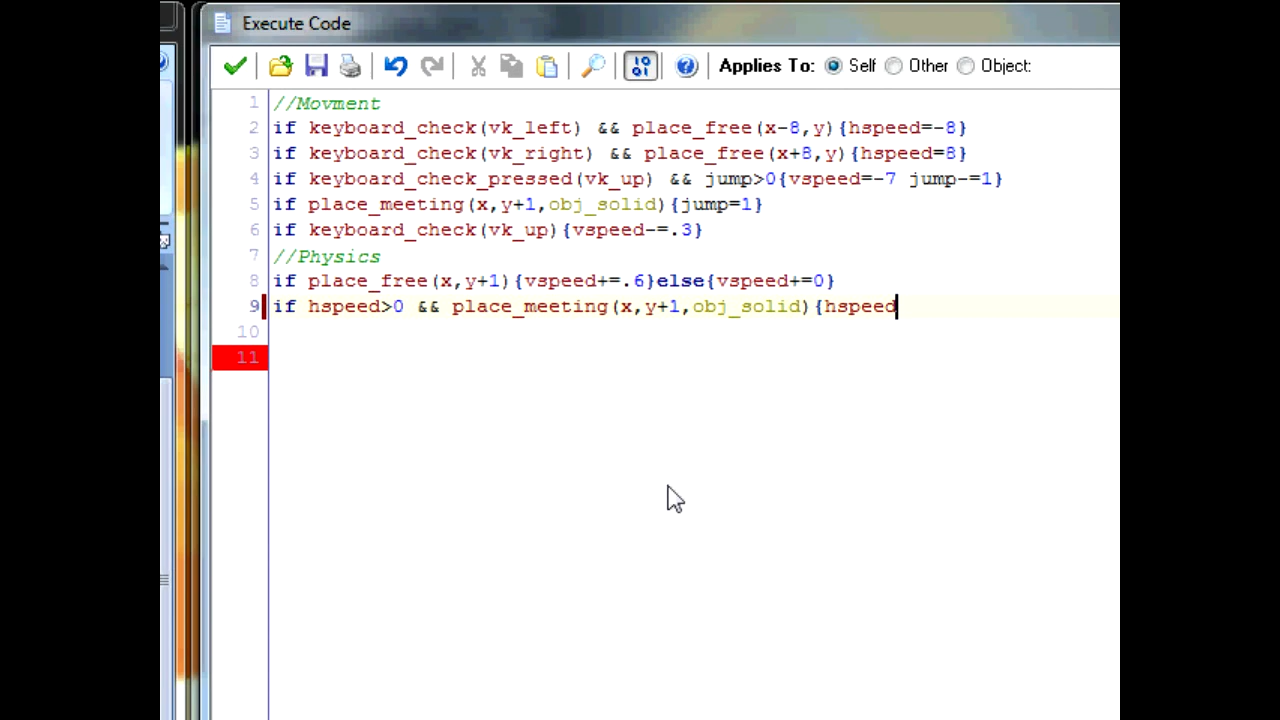 Execute Code
Applies To: Self Other Object:
1 //Movment
2 if keyboard_check(vk_left) && place_free(x-8,y){hspeed=-8}
3 if keyboard_check(vk_right) && place_free(x+8,y){hspeed=8}
4 if keyboard_check_pressed(vk_up) && jump>0{vspeed=-7 jump-=1}
5 if place_meeting(x,y+1,obj_solid){jump=1}
6 if keyboard_check(vk_up){vspeed-=.3}
7 //Physics
8 if place_free(x,y+1){vspeed+=.6}else{vspeed+=0}
9 if hspeed>0 && place_meeting(x,y+1,obj_solid){hspeed
10
11